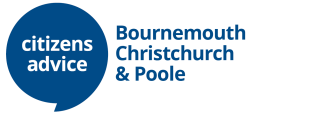 citizens
advice
Bournemouth
Christchurch
& Poole